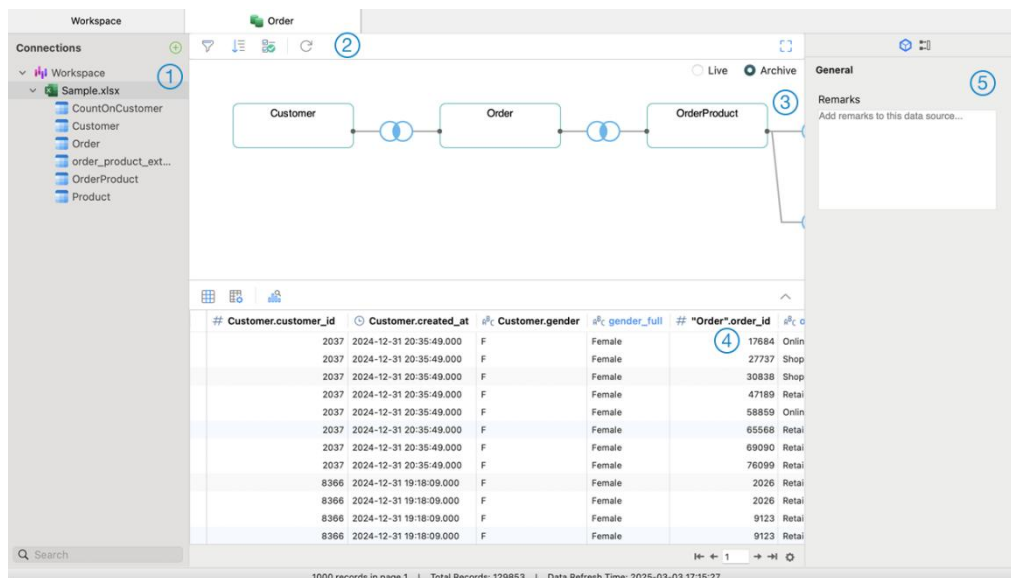 Workspace
Order
Connections
2
Workspace
1
Sample.xlsx
CountOnCustomer
Customer
Order
order_product_ext...
OrderProduct
Product
Search
Live Archive
Customer Order OrderProduct
3
General
5
Remarks
Add remarks to this data source...
# Customer.customer_id Customer.created_at ABC Customer.gender ABC gender_full # "Order".order_id ABC
4
2037 2024-12-31 20:35:49.000 F Female 17684 Onlin
2037 2024-12-31 20:35:49.000 F Female 27737 Shop
2037 2024-12-31 20:35:49.000 F Female 30838 Shop
2037 2024-12-31 20:35:49.000 F Female 47189 Retai
2037 2024-12-31 20:35:49.000 F Female 58859 Onlin
2037 2024-12-31 20:35:49.000 F Female 65568 Retai
2037 2024-12-31 20:35:49.000 F Female 69090 Retai
2037 2024-12-31 20:35:49.000 F Female 76099 Retai
8366 2024-12-31 19:18:09.000 F Female 2026 Retai
8366 2024-12-31 19:18:09.000 F Female 2026 Retai
8366 2024-12-31 19:18:09.000 F Female 9123 Retai
8366 2024-12-31 19:18:09.000 F Female 9123 Retai
1
1000 records in page 1 | Total Records: 129853 | Data Refresh Time: 2025-03-03 17:15:27